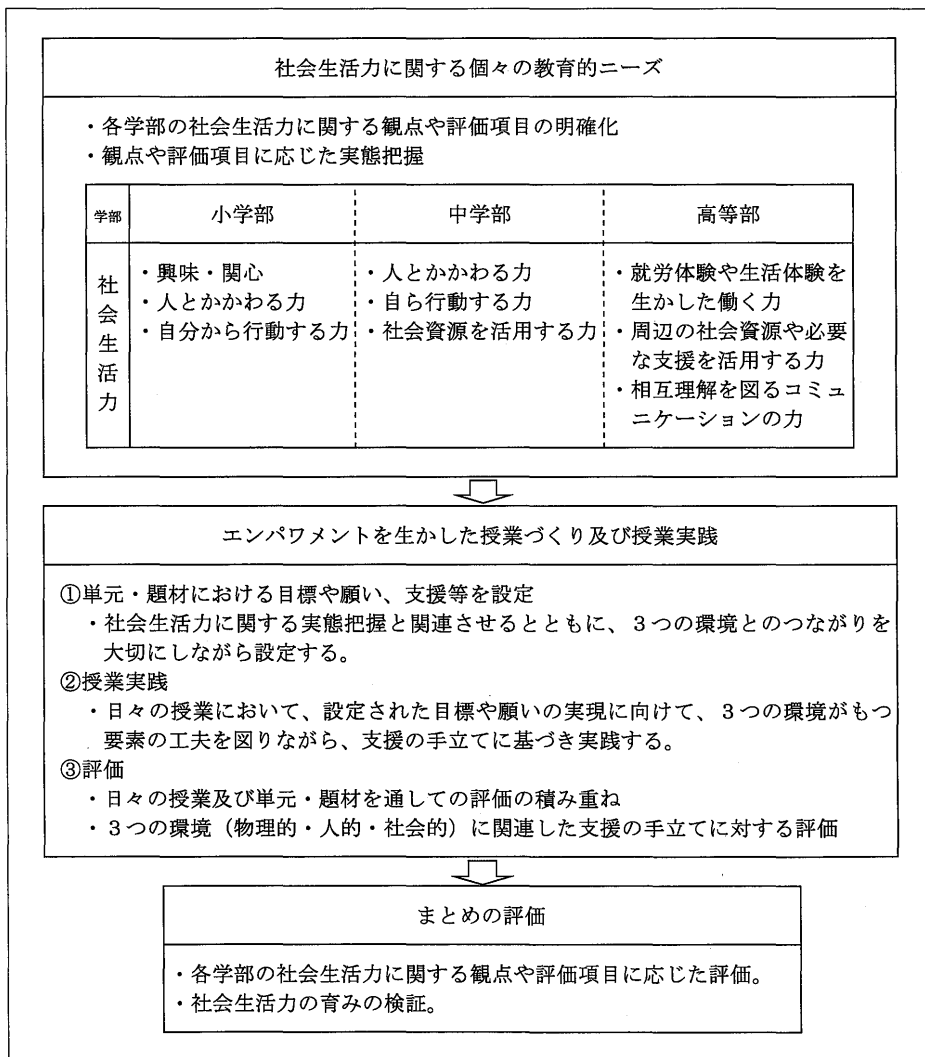 社会生活力に関する個々の教育的ニーズ
・各学部の社会生活力に関する観点や評価項目の明確化
・観点や評価項目に応じた実態把握
学部
小学部
中学部
高等部
社会生活力
・興味・関心
・人とかかわる力
・自分から行動する力
・人とかかわる力
・自ら行動する力
・社会資源を活用する力
・就労体験や生活体験を
生かした働く力
・周辺の社会資源や必要
な支援を活用する力
・相互理解を図るコミュ
ニケーションの力
エンパワメントを生かした授業づくり及び授業実践
①単元・題材における目標や願い、支援等を設定
・社会生活力に関する実態把握と関連させるとともに、3つの環境とのつながりを
大切にしながら設定する。
②授業実践
・日々の授業において、設定された目標や願いの実現に向けて、3つの環境がもつ
要素の工夫を図りながら、支援の手立てに基づき実践する。
③評価
・日々の授業及び単元・題材を通しての評価の積み重ね
・3つの環境（物理的・人的・社会的）に関連した支援の手立てに対する評価
まとめの評価
・各学部の社会生活力に関する観点や評価項目に応じた評価。
・社会生活力の育みの検証。